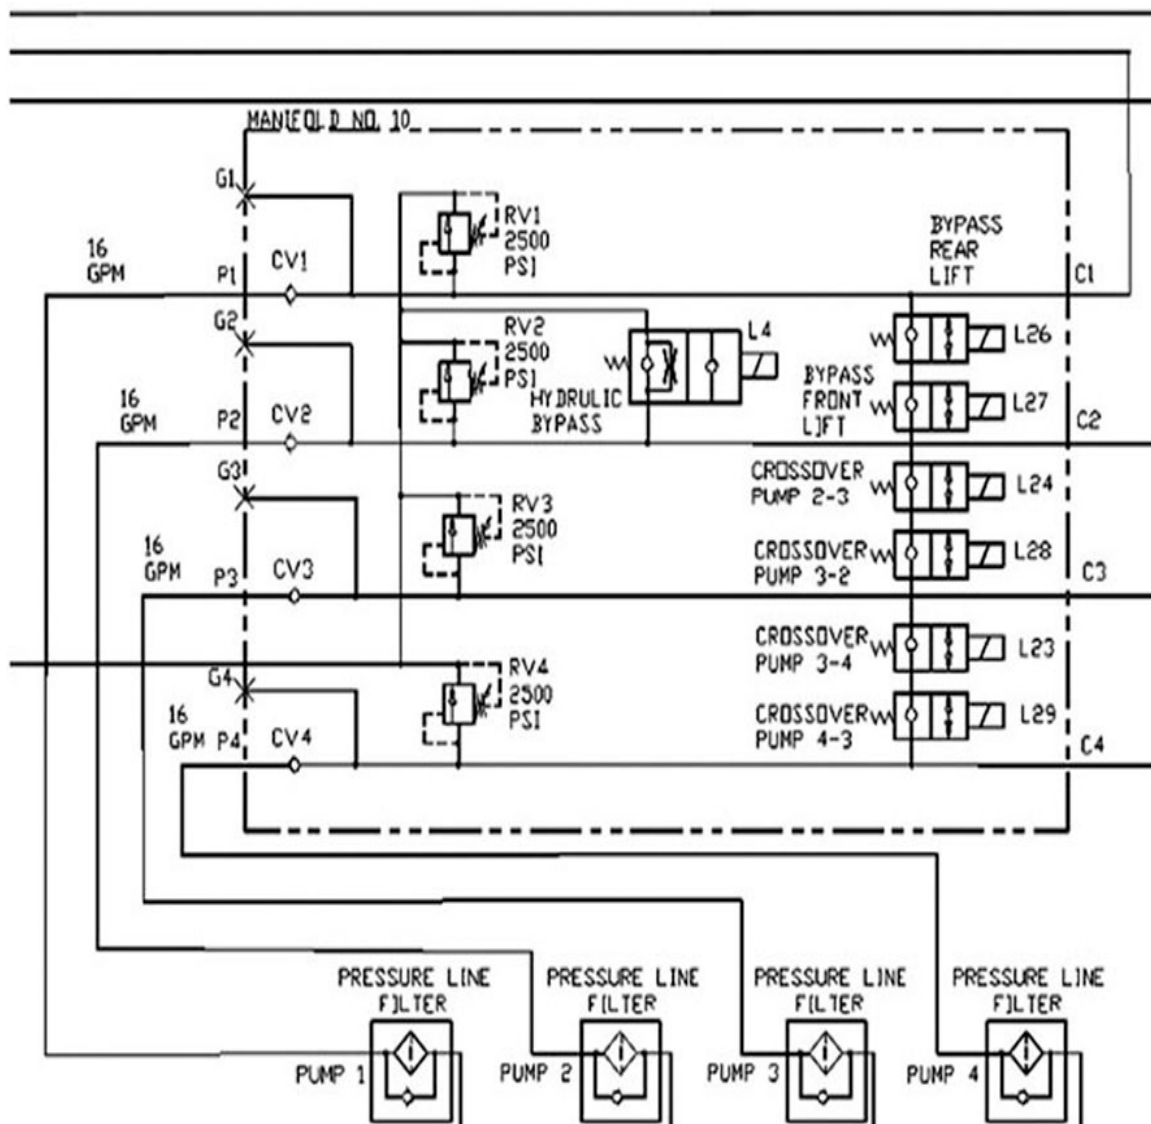 MANIFOLD NO. 10
G1
RV1
2500
PSI
BYPASS
REAR
LIFT
16
GPM
P1
CV1
C1
G2
RV2
2500
PSI
L4
L26
HYDRULIC
BYPASS
BYPASS
FRONT
LIFT
L27
16
GPM
P2
CV2
C2
G3
CROSSOVER
PUMP 2-3
L24
RV3
2500
PSI
CROSSOVER
PUMP 3-2
L28
16
GPM
P3
CV3
C3
CROSSOVER
PUMP 3-4
L23
G4
RV4
2500
PSI
CROSSOVER
PUMP 4-3
L29
16
GPM
P4
CV4
C4
PRESSURE LINE
FILTER
PRESSURE LINE
FILTER
PRESSURE LINE
FILTER
PRESSURE LINE
FILTER
PUMP 1
PUMP 2
PUMP 3
PUMP 4